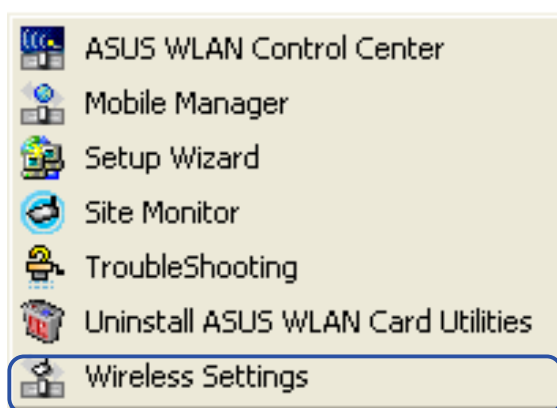 ASUS WLAN Control Center
Mobile Manager
Setup Wizard
Site Monitor
TroubleShooting
Uninstall ASUS WLAN Card Utilities
Wireless Settings